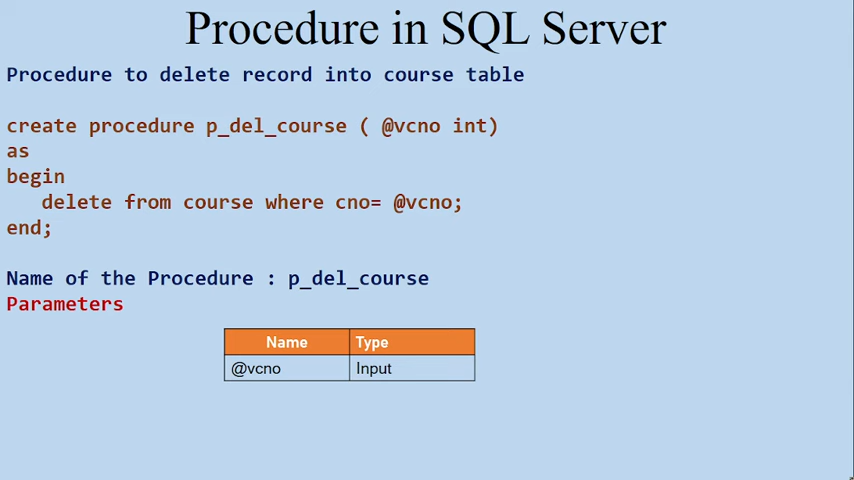 Procedure in SQL Server
Procedure to delete record into course table
create procedure p_del_course ( @vcno int)
as
begin
delete from course where cno= @vcno;
end;
Name of the Procedure : p_del_course
Parameters
Name Type
@vcno Input